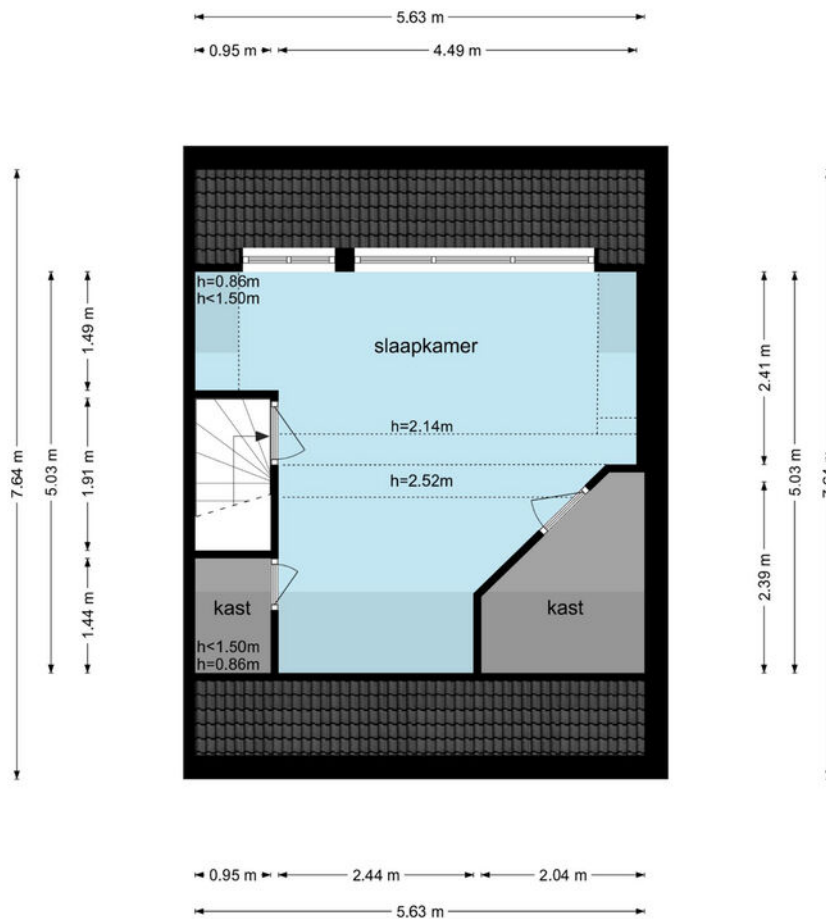 5.63 m
0.95 m
4.49 m
h=0.86m
h<1.50m
slaapkamer
h=2.14m
h=2.52m
kast
h<1.50m
h=0.86m
kast
7.64 m
5.03 m
1.49 m
1.91 m
1.44 m
2.41 m
2.39 m
5.03 m
0.95 m
2.44 m
2.04 m
5.63 m